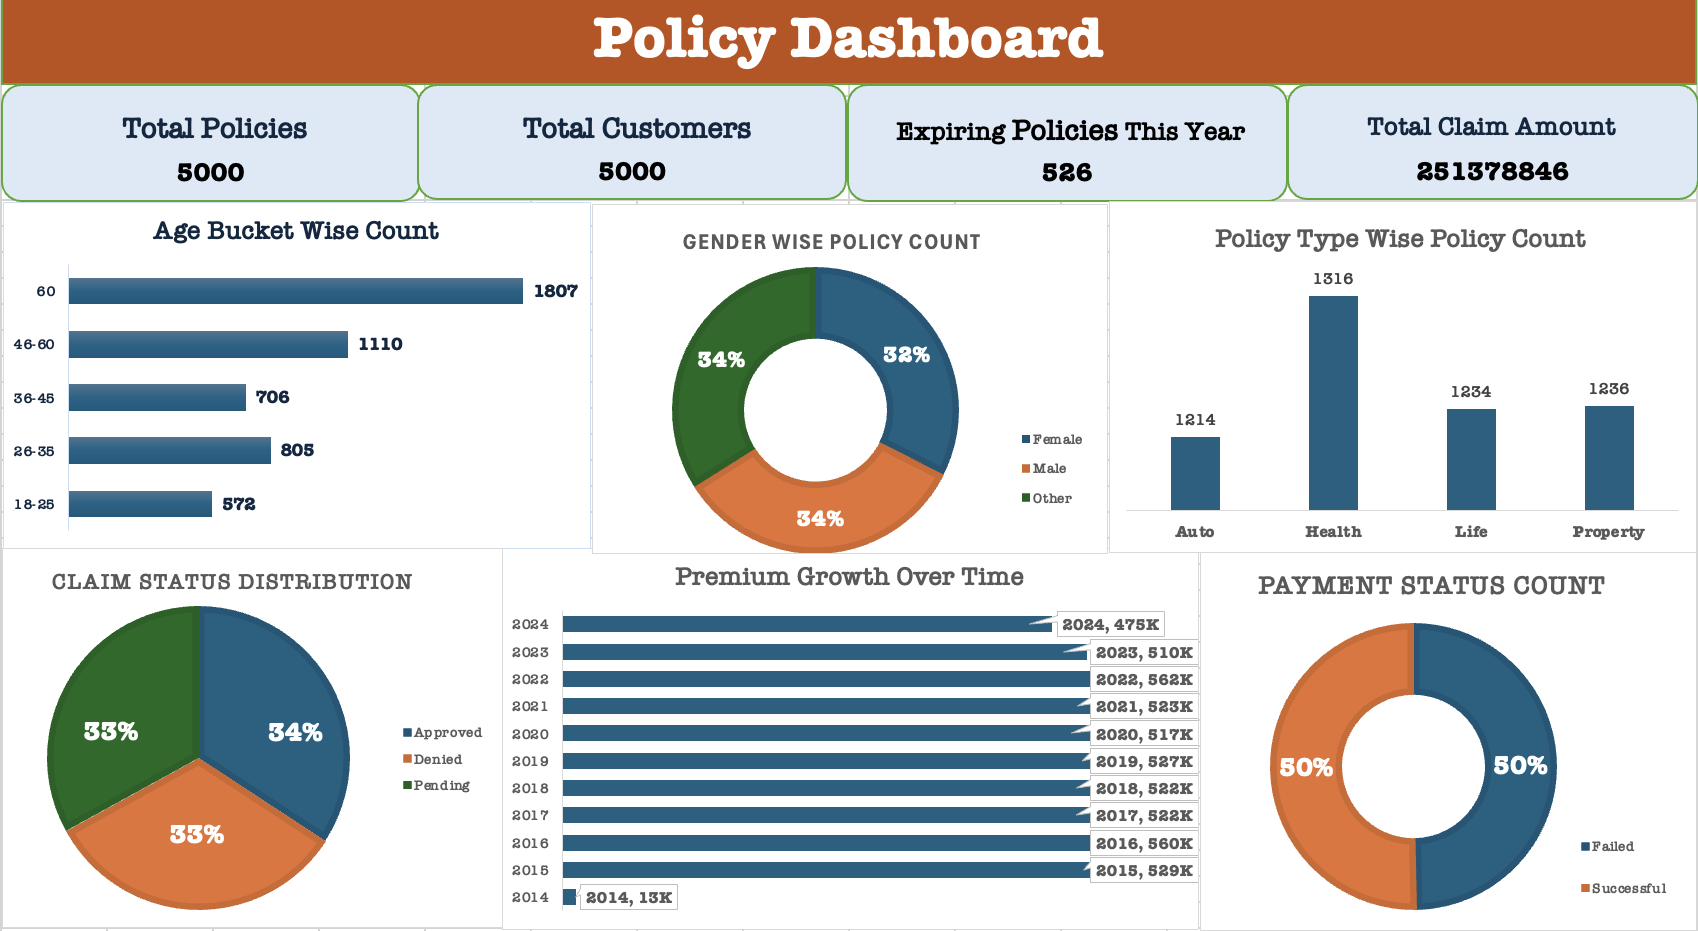 Policy Dashboard
Total Policies
5000
Total Customers
5000
Expiring Policies This Year
526
Total Claim Amount
251378846
Age Bucket Wise Count
60
1807
46-60
1110
36-45
706
26-35
805
18-25
572
GENDER WISE POLICY COUNT
34%
32%
34%
Female
Male
Other
Policy Type Wise Policy Count
1214
1316
1234
1236
Auto
Health
Life
Property
CLAIM STATUS DISTRIBUTION
33%
34%
33%
Approved
Denied
Pending
Premium Growth Over Time
2024
2024, 475K
2023
2023, 510K
2022
2022, 562K
2021
2021, 523K
2020
2020, 517K
2019
2019, 527K
2018
2018, 522K
2017
2017, 522K
2016
2016, 560K
2015
2015, 529K
2014
2014, 13K
PAYMENT STATUS COUNT
50%
50%
Failed
Successful